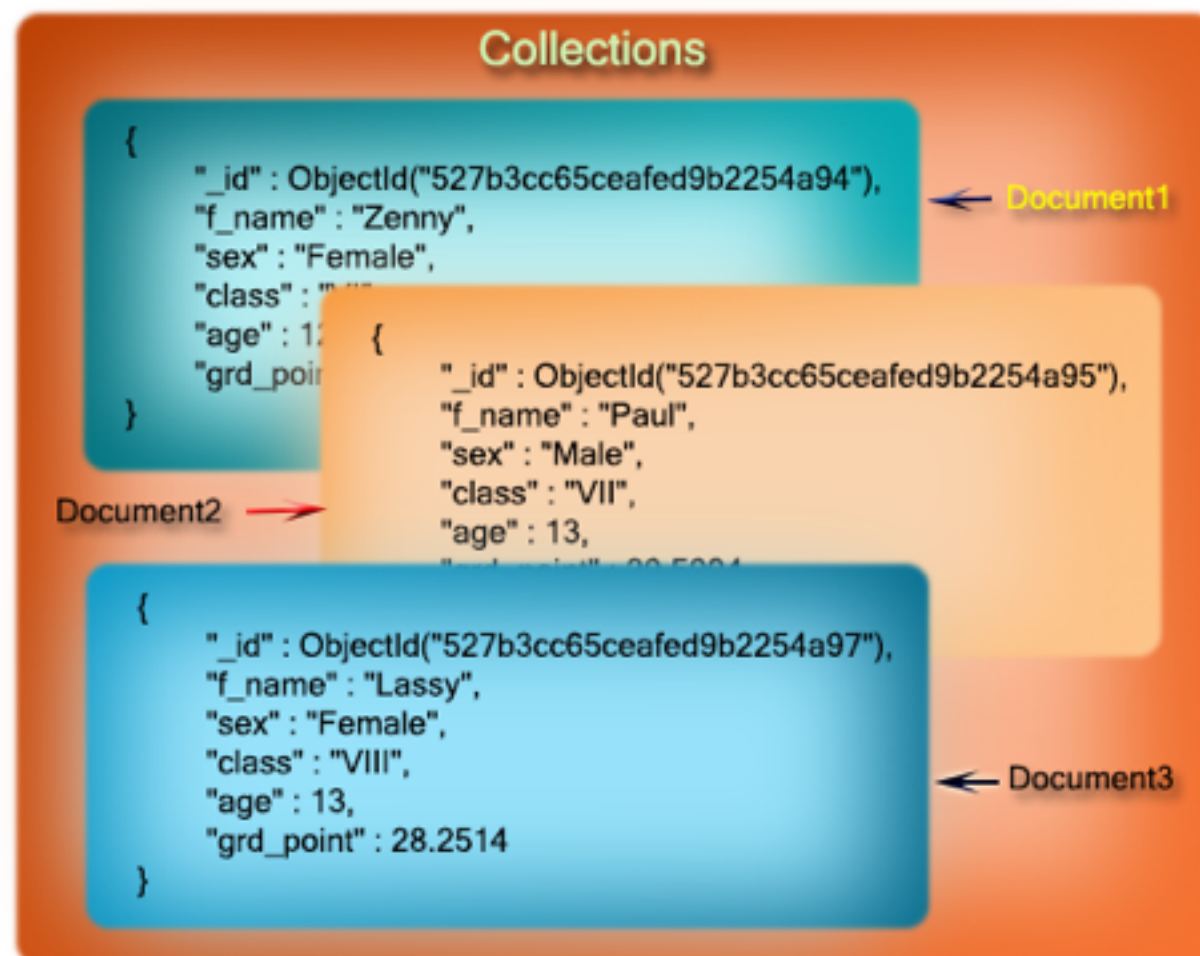 Collections
{
"_id" : ObjectId("527b3cc65ceafed9b2254a94"),
"f_name" : "Zenny",
"sex" : "Female",
"class" :
"age" :
}
Document1
{
"_id" : ObjectId("527b3cc65ceafed9b2254a95"),
"f_name" : "Paul",
"sex" : "Male",
"class" : "VII",
"age" : 13,
Document2
{
"_id" : ObjectId("527b3cc65ceafed9b2254a97"),
"f_name" : "Lassy",
"sex" : "Female",
"class" : "VIII",
"age" : 13,
"grd_point" : 28.2514
}
Document3